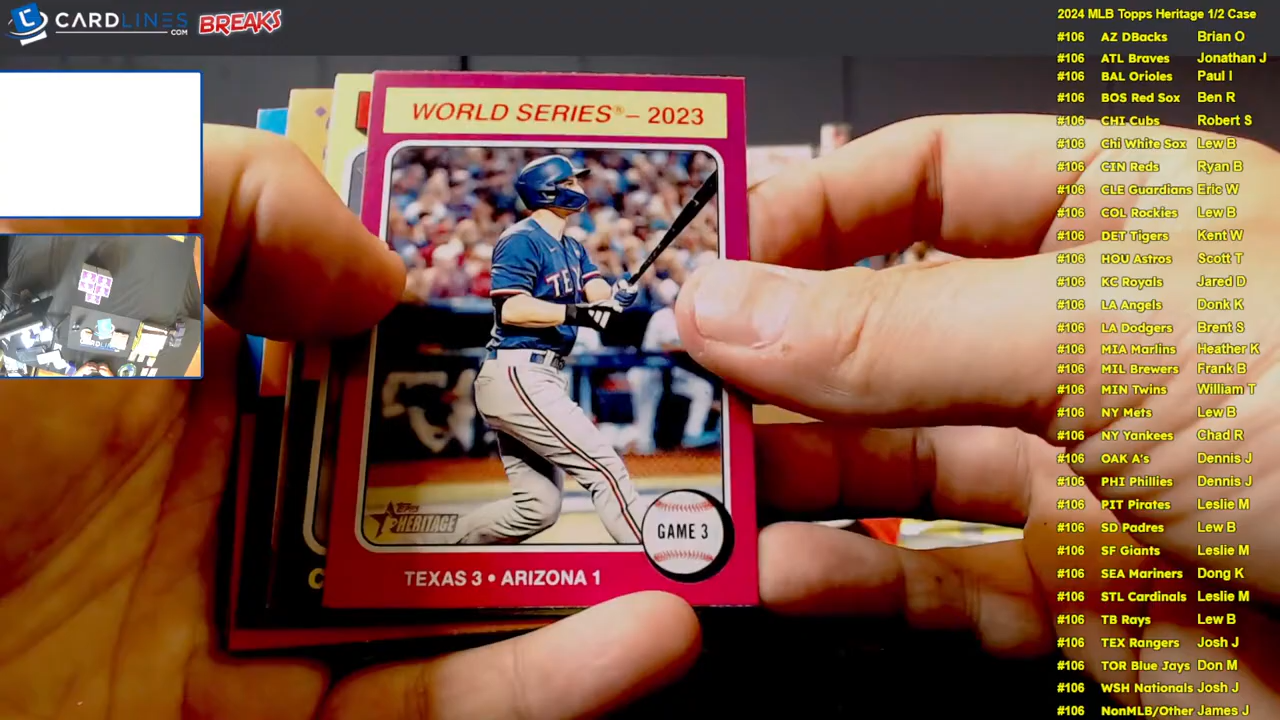 CARDLINES
.COM
BREAKS
WORLD SERIES® – 2023
TEX
Topps
HERITAGE
GAME 3
TEXAS 3 • ARIZONA 1
C
2024 MLB Topps Heritage 1/2 Case
#106 AZ DBacks Brian O
#106 ATL Braves Jonathan J
#106 BAL Orioles Paul I
#106 BOS Red Sox Ben R
#106 CHI Cubs Robert S
#106 Chi White Sox Lew B
#106 CIN Reds Ryan B
#106 CLE Guardians Eric W
#106 COL Rockies Lew B
#106 DET Tigers Kent W
#106 HOU Astros Scott T
#106 KC Royals Jared D
#106 LA Angels Donk K
#106 LA Dodgers Brent S
#106 MIA Marlins Heather K
#106 MIL Brewers Frank B
#106 MIN Twins William T
#106 NY Mets Lew B
#106 NY Yankees Chad R
#106 OAK A's Dennis J
#106 PHI Phillies Dennis J
#106 PIT Pirates Leslie M
#106 SD Padres Lew B
#106 SF Giants Leslie M
#106 SEA Mariners Dong K
#106 STL Cardinals Leslie M
#106 TB Rays Lew B
#106 TEX Rangers Josh J
#106 TOR Blue Jays Don M
#106 WSH Nationals Josh J
#106 NonMLB/Other James J